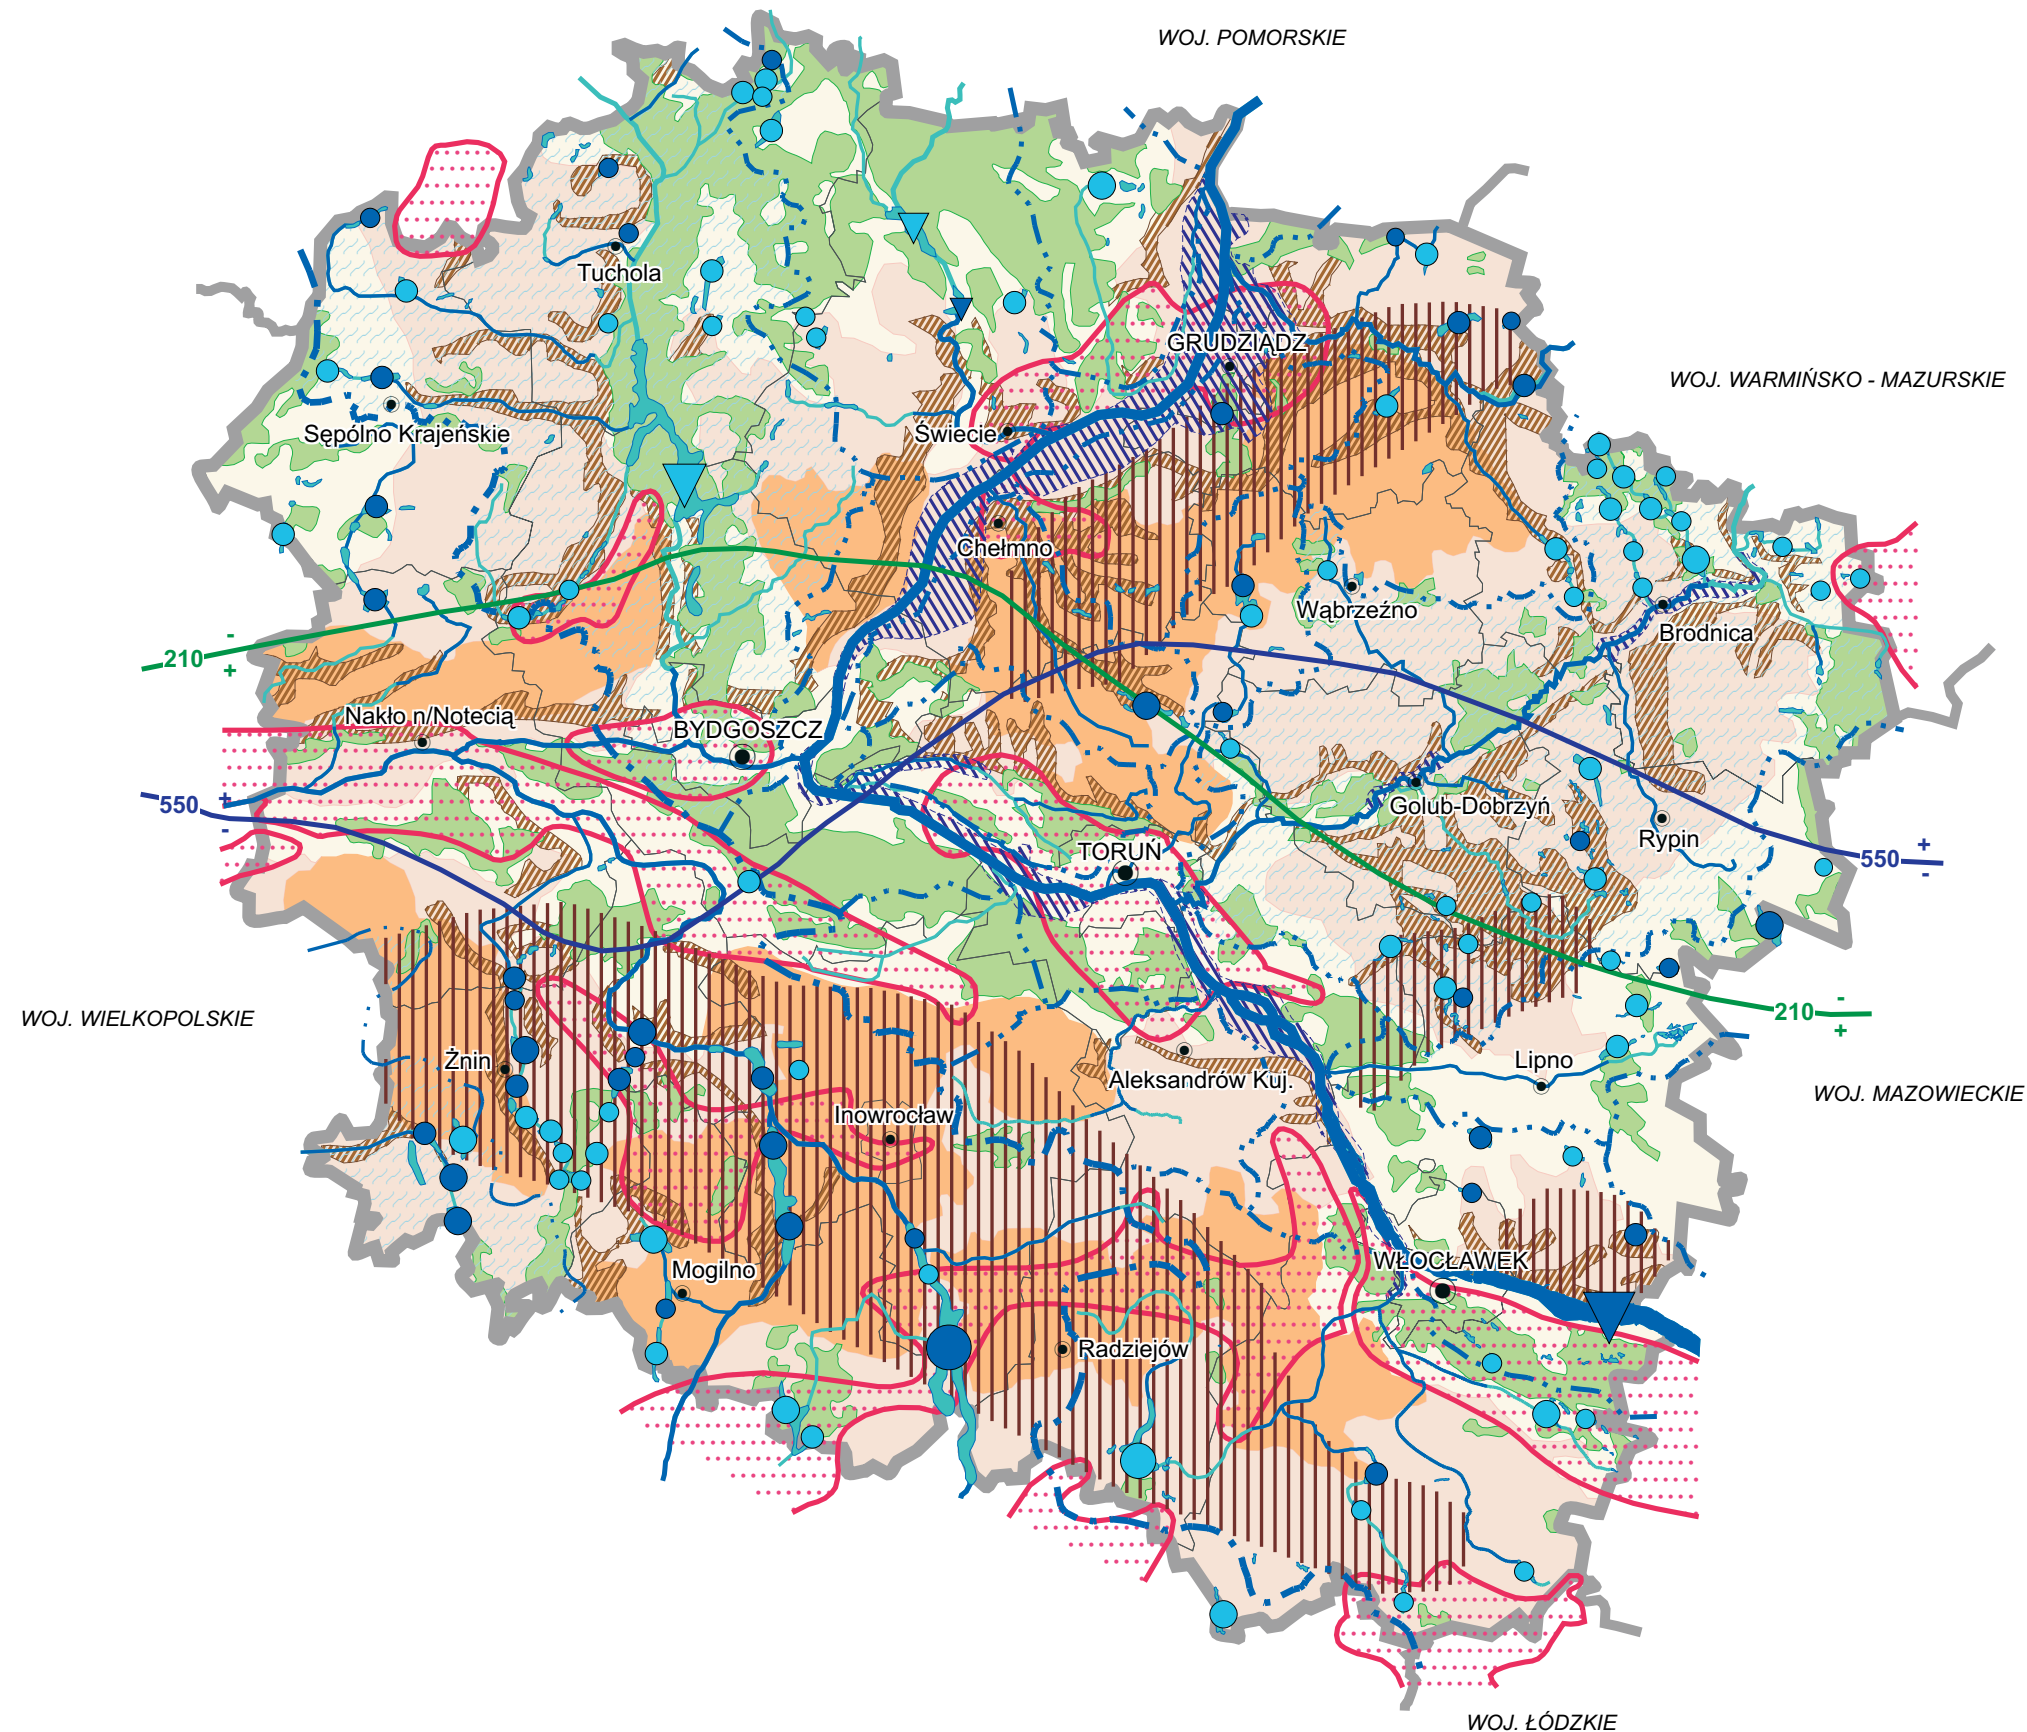 WOJ. POMORSKIE
Tuchola
GRUDZIĄDZ
WOJ. WARMIŃSKO - MAZURSKIE
Sępólno Krajeńskie
Świecie
Chełmno
Wąbrzeźno
Brodnica
-
210
+
Nakło n/Notecią
BYDGOSZCZ
+
550
-
Golub-Dobrzyń
Rypin
TORUŃ
+
550
-
-
210
+
WOJ. WIELKOPOLSKIE
Żnin
Lipno
Aleksandrów Kuj.
WOJ. MAZOWIECKIE
Inowrocław
Mogilno
WŁOCŁAWEK
Radziejów
WOJ. ŁÓDZKIE